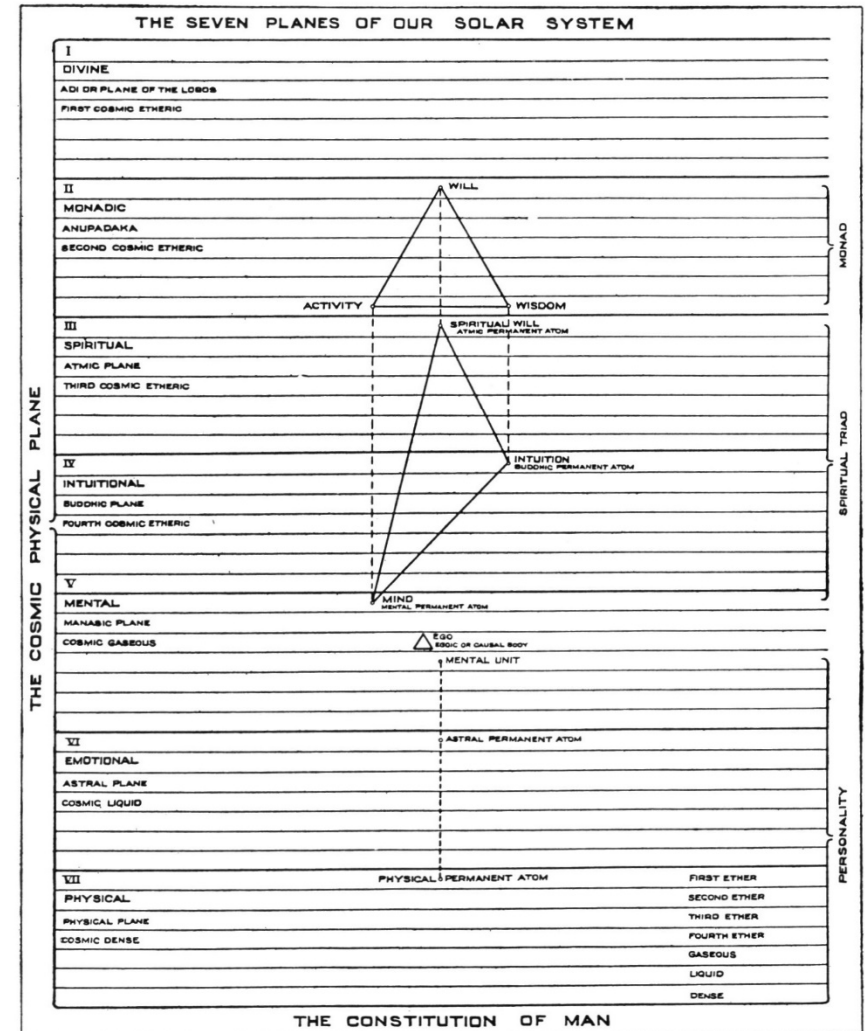 THE SEVEN PLANES OF OUR SOLAR SYSTEM
I
DIVINE
ADI OR PLANE OF THE LOGOS
FIRST COSMIC ETHERIC
II
WILL
MONADIC
ANUPADAKA
SECOND COSMIC ETHERIC
MONAD
ACTIVITY
WISDOM
III
SPIRITUAL WILL
ATMIC PERMANENT ATOM
SPIRITUAL
ATMIC PLANE
THIRD COSMIC ETHERIC
THE COSMIC PHYSICAL PLANE
SPIRITUAL TRIAD
IV
INTUITION
BUDDHIC PERMANENT ATOM
INTUITIONAL
BUDDHIC PLANE
FOURTH COSMIC ETHERIC
V
MENTAL
MIND
MENTAL PERMANENT ATOM
MANASIC PLANE
COSMIC GASEOUS
EGO
EGOIC OR CAUSAL BODY
MENTAL UNIT
VI
ASTRAL PERMANENT ATOM
EMOTIONAL
ASTRAL PLANE
COSMIC LIQUID
PERSONALITY
VII
PHYSICAL PERMANENT ATOM
FIRST ETHER
PHYSICAL
SECOND ETHER
PHYSICAL PLANE
THIRD ETHER
COSMIC DENSE
FOURTH ETHER
GASEOUS
LIQUID
DENSE
THE CONSTITUTION OF MAN